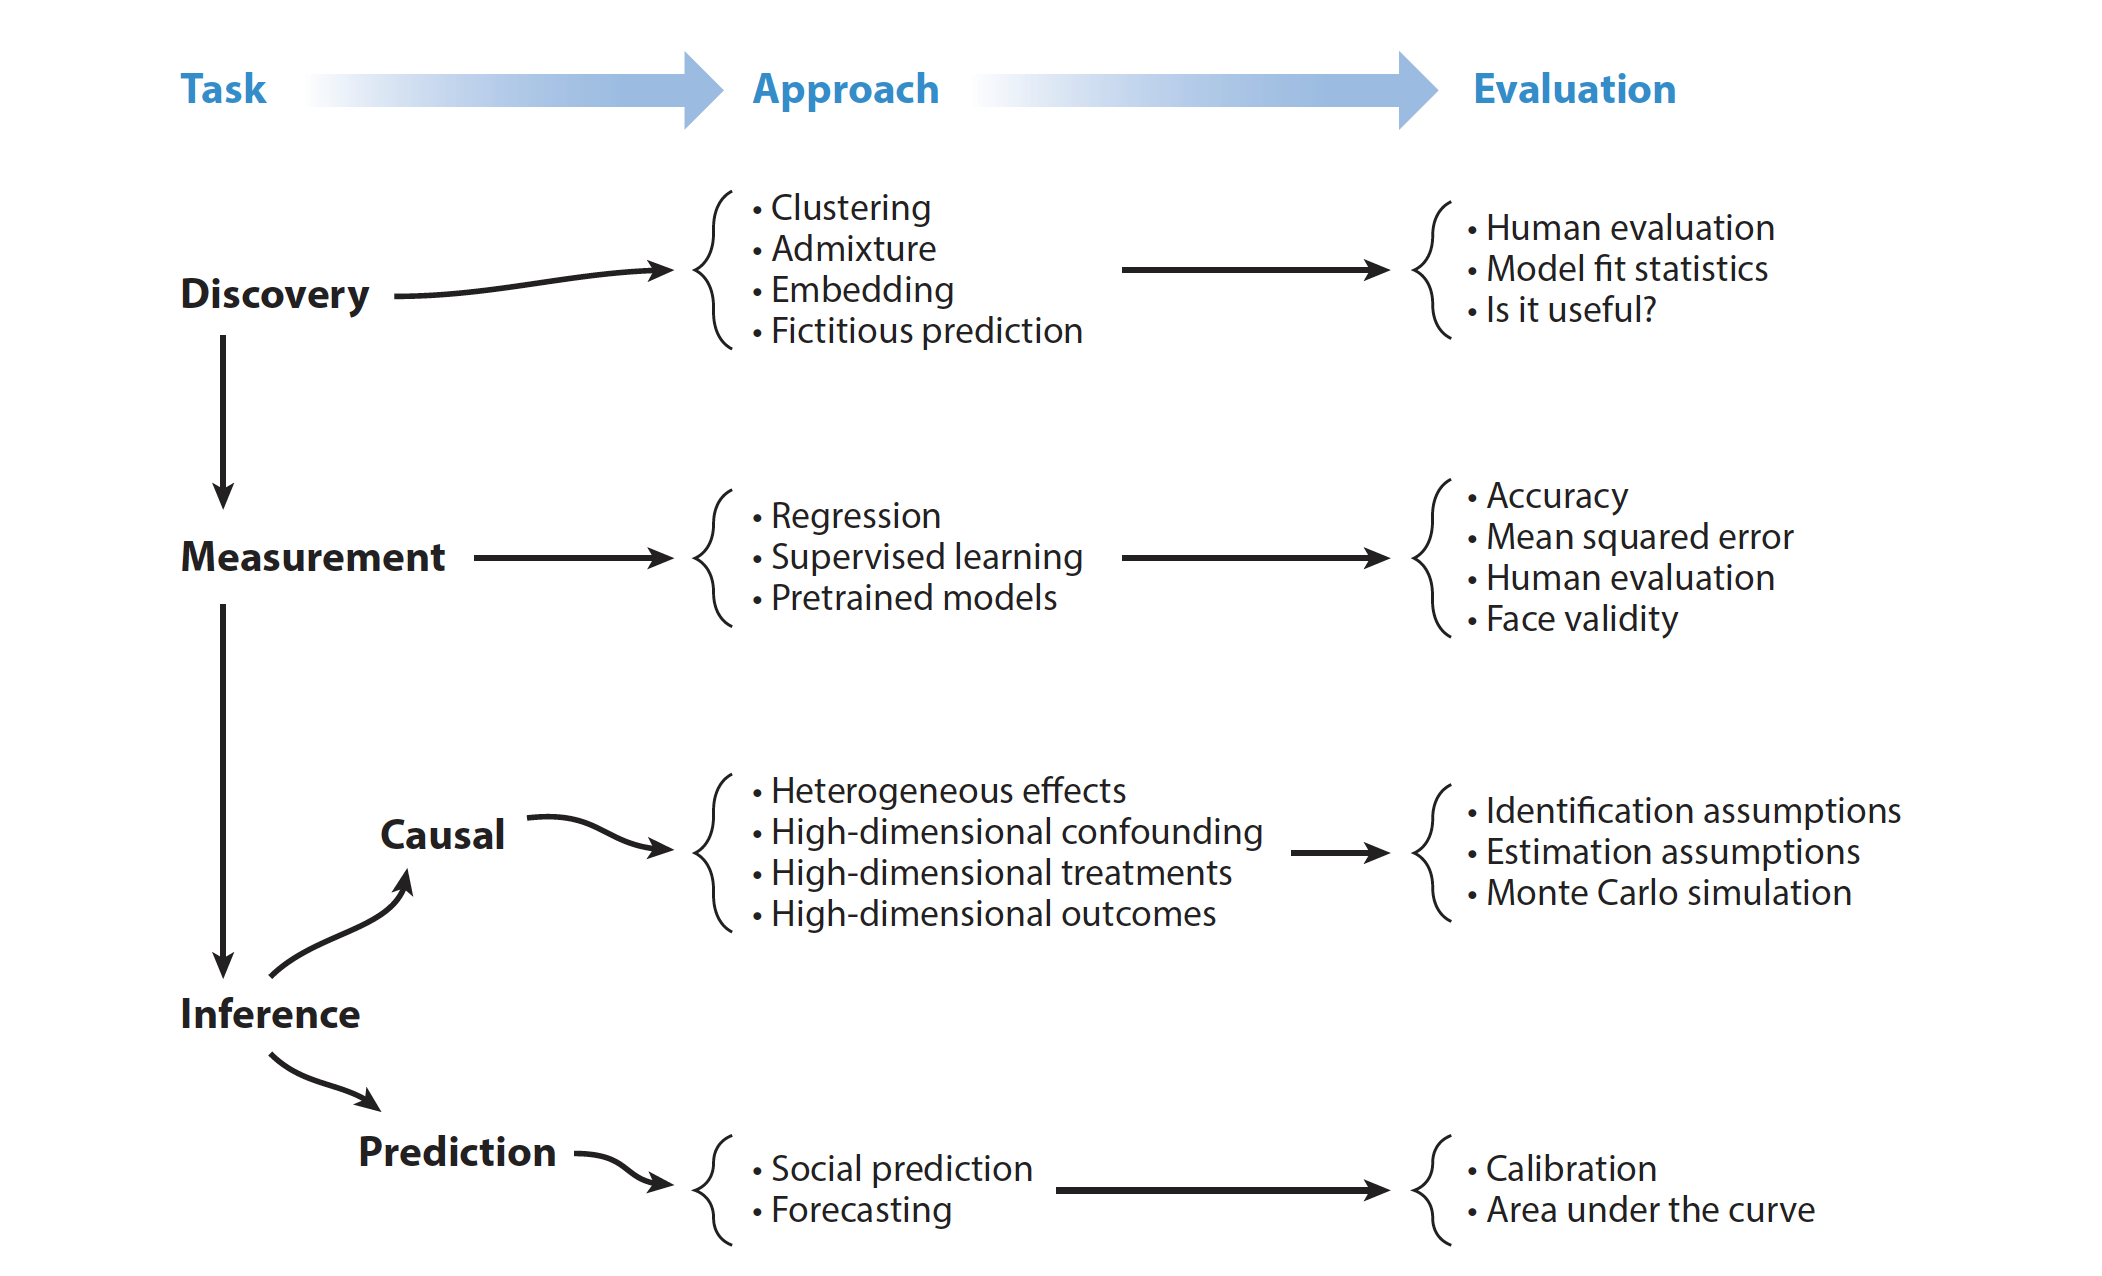 Task Approach Evaluation
Discovery
• Clustering
• Admixture
• Embedding
• Fictitious prediction
• Human evaluation
• Model fit statistics
• Is it useful?
Measurement
• Regression
• Supervised learning
• Pretrained models
• Accuracy
• Mean squared error
• Human evaluation
• Face validity
Inference
Causal
• Heterogeneous effects
• High-dimensional confounding
• High-dimensional treatments
• High-dimensional outcomes
• Identification assumptions
• Estimation assumptions
• Monte Carlo simulation
Prediction
• Social prediction
• Forecasting
• Calibration
• Area under the curve